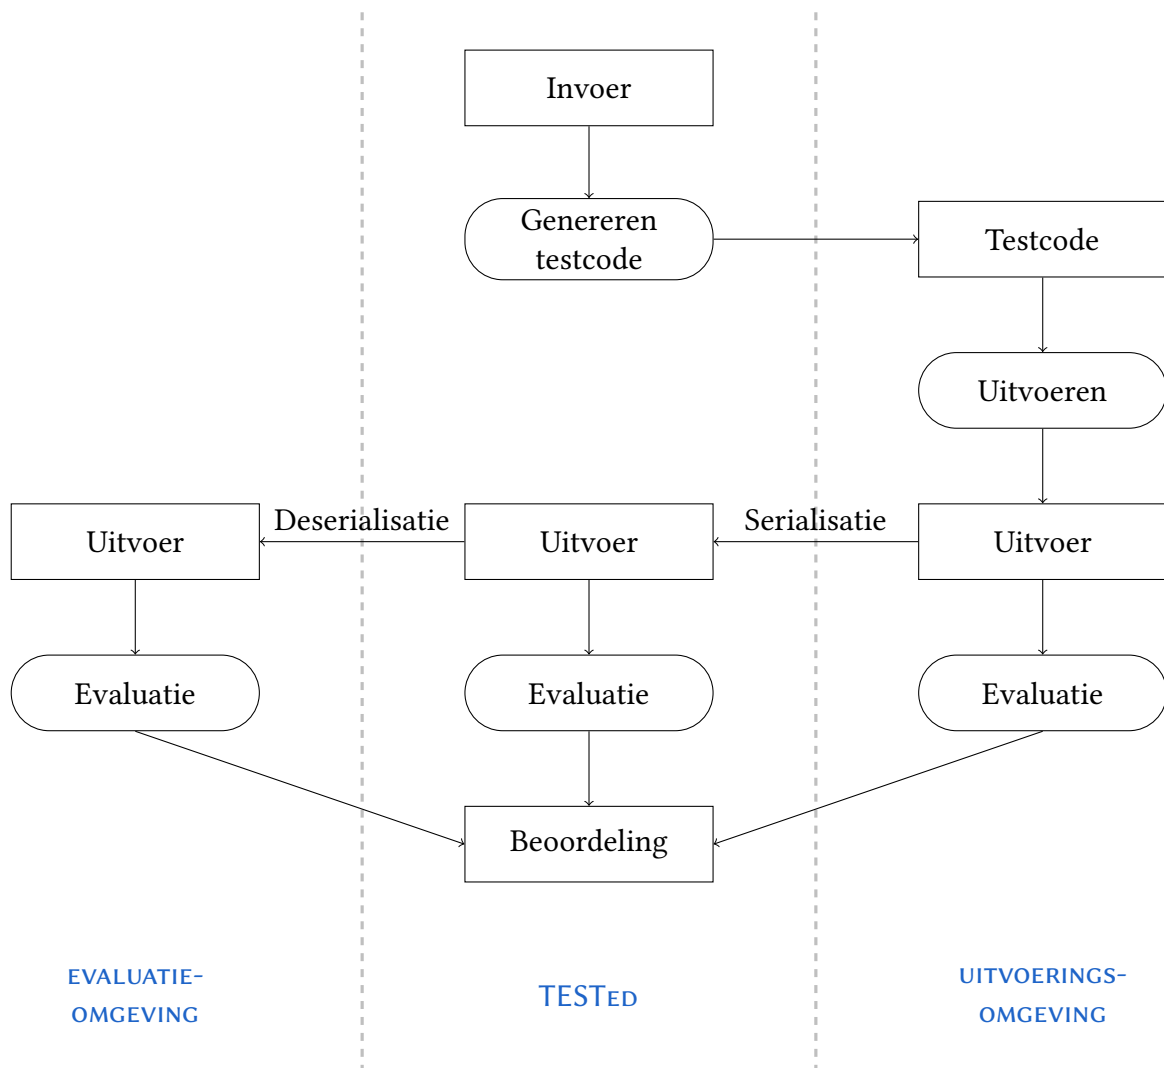 Invoer
Genereren
testcode
Testcode
Uitvoeren
Deserialisatie
Serialisatie
Uitvoer
Uitvoer
Uitvoer
Evaluatie
Evaluatie
Evaluatie
Beoordeling
EVALUATIE-
OMGEVING
TESTED
UITVOERINGS-
OMGEVING